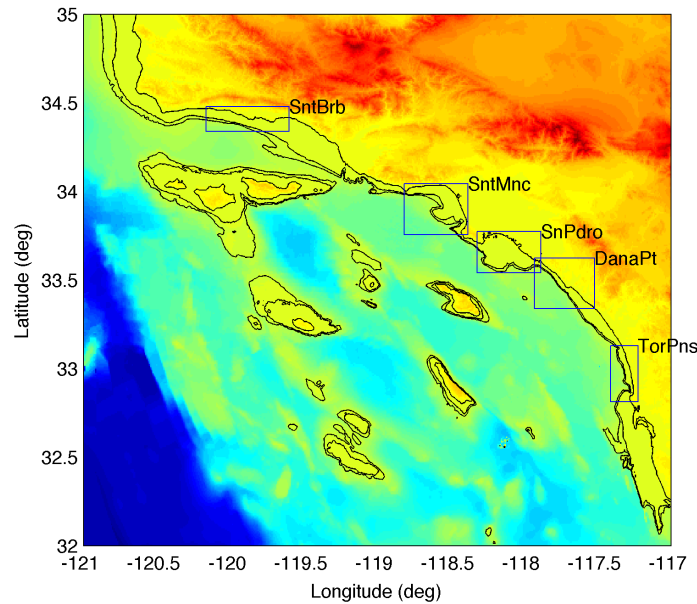 35
34.5
34
33.5
33
32.5
32
Latitude (deg)
SntBrb
SntMnc
SnPdro
DanaPt
TorPns
-121
-120.5
-120
-119.5
-119
-118.5
-118
-117.5
-117
Longitude (deg)